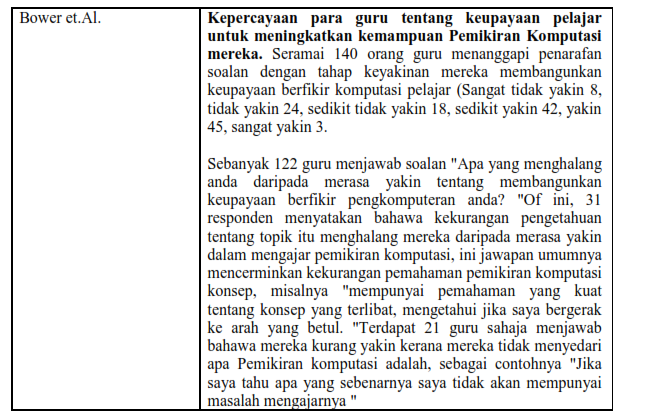 Bower et.Al.
Kepercayaan para guru tentang keupayaan pelajar
untuk meningkatkan kemampuan Pemikiran Komputasi
mereka. Seramai 140 orang guru menanggapi penarafan
soalan dengan tahap keyakinan mereka membangunkan
keupayaan berfikir komputasi pelajar (Sangat tidak yakin 8,
tidak yakin 24, sedikit tidak yakin 18, sedikit yakin 42, yakin
45, sangat yakin 3.
Sebanyak 122 guru menjawab soalan "Apa yang menghalang
anda daripada merasa yakin tentang membangunkan
keupayaan berfikir pengkomputeran anda? "Of ini, 31
responden menyatakan bahawa kekurangan pengetahuan
tentang topik itu menghalang mereka daripada merasa yakin
dalam mengajar pemikiran komputasi, ini jawapan umumnya
mencerminkan kekurangan pemahaman pemikiran komputasi
konsep, misalnya "mempunyai pemahaman yang kuat
tentang konsep yang terlibat, mengetahui jika saya bergerak
ke arah yang betul. "Terdapat 21 guru sahaja menjawab
bahawa mereka kurang yakin kerana mereka tidak menyedari
apa Pemikiran komputasi adalah, sebagai contohnya "Jika
saya tahu apa yang sebenarnya saya tidak akan mempunyai
masalah mengajarnya "